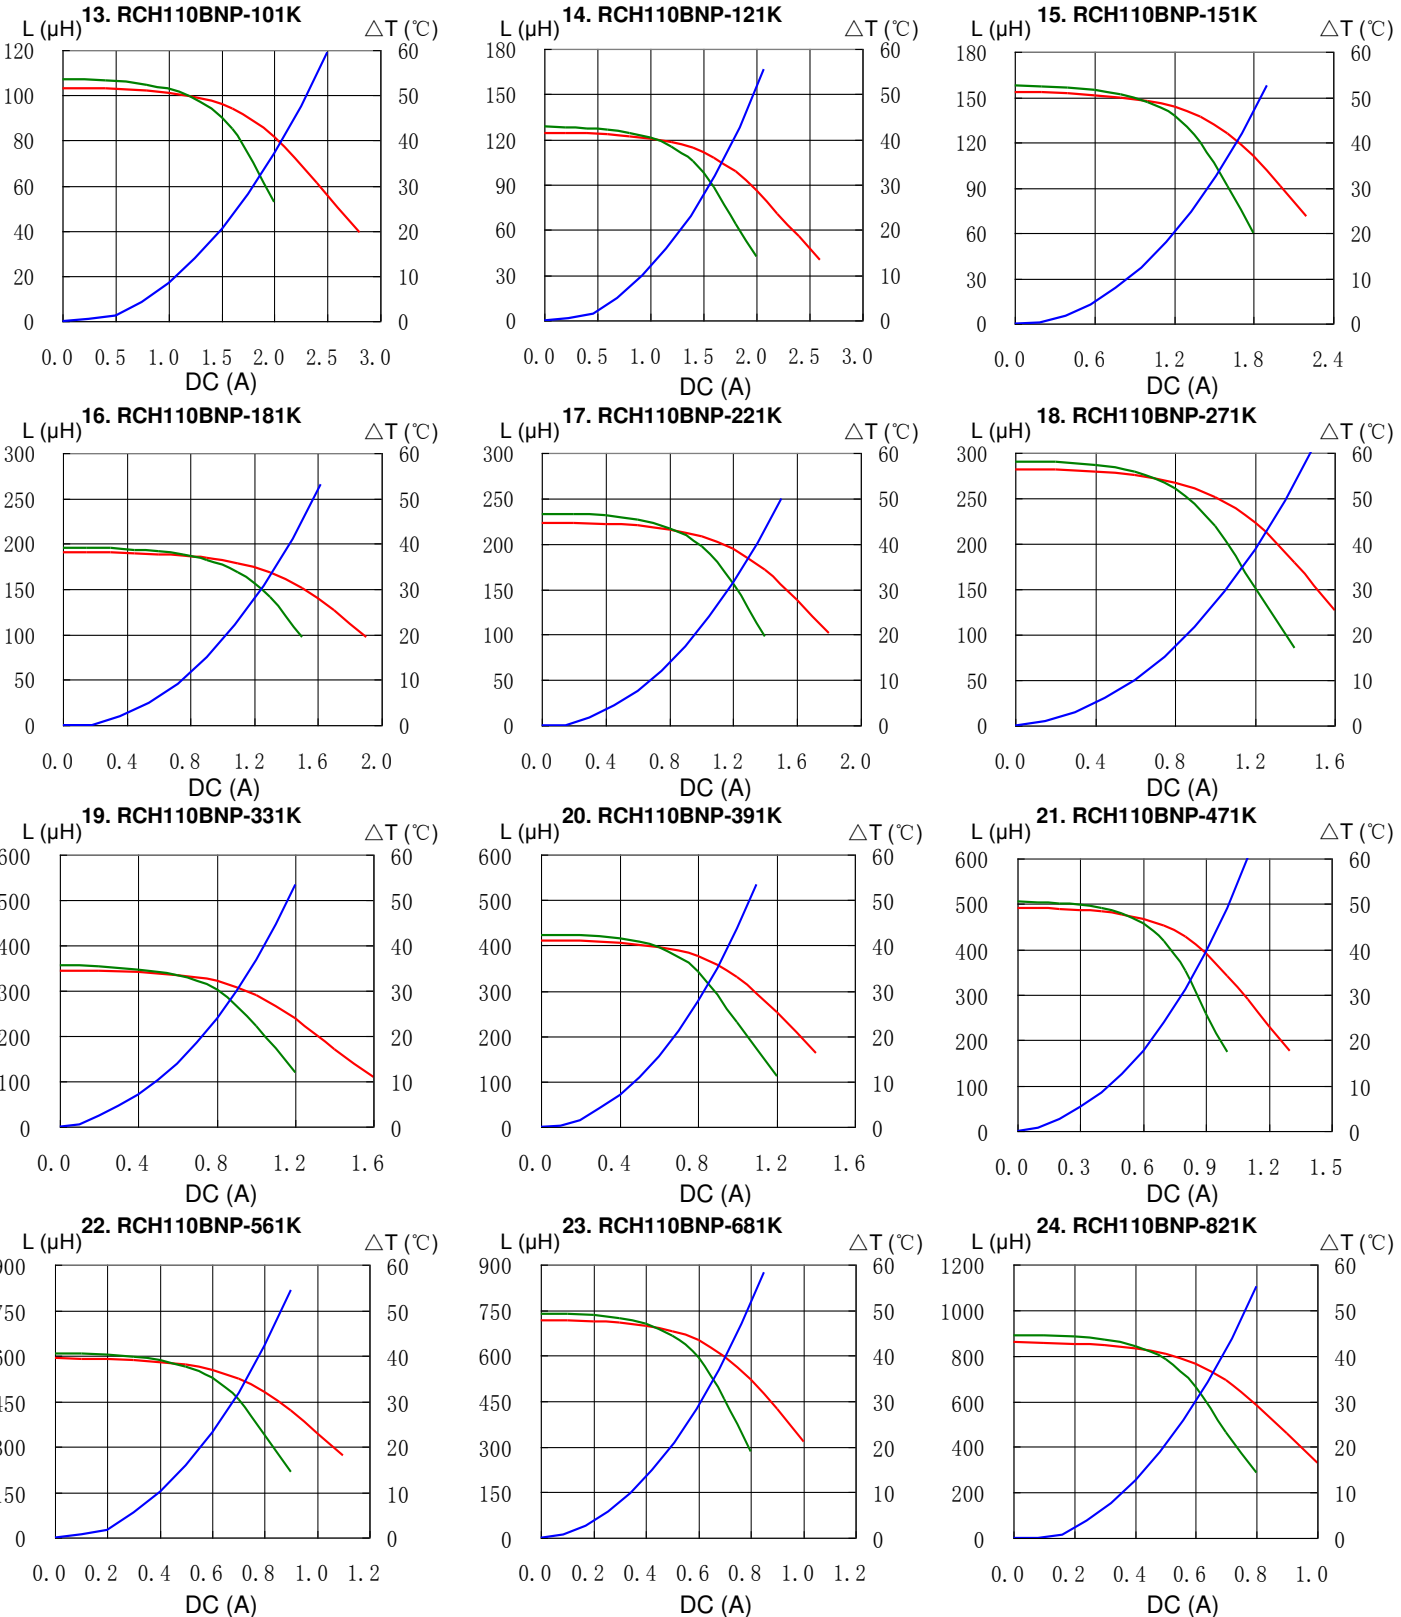 13. RCH110BNP-101K
L (µH)
△T (℃)
120
100
80
60
40
20
0
60
50
40
30
20
10
0
0.0 0.5 1.0 1.5 2.0 2.5 3.0
DC (A)
14. RCH110BNP-121K
L (µH)
△T (℃)
180
150
120
90
60
30
0
60
50
40
30
20
10
0
0.0 0.5 1.0 1.5 2.0 2.5 3.0
DC (A)
15. RCH110BNP-151K
L (µH)
△T (℃)
180
150
120
90
60
30
0
60
50
40
30
20
10
0
0.0 0.6 1.2 1.8 2.4
DC (A)
16. RCH110BNP-181K
L (µH)
△T (℃)
300
250
200
150
100
50
0
60
50
40
30
20
10
0
0.0 0.4 0.8 1.2 1.6 2.0
DC (A)
17. RCH110BNP-221K
L (µH)
△T (℃)
300
250
200
150
100
50
0
60
50
40
30
20
10
0
0.0 0.4 0.8 1.2 1.6 2.0
DC (A)
18. RCH110BNP-271K
L (µH)
△T (℃)
300
250
200
150
100
50
0
60
50
40
30
20
10
0
0.0 0.4 0.8 1.2 1.6
DC (A)
19. RCH110BNP-331K
L (µH)
△T (℃)
600
500
400
300
200
100
0
60
50
40
30
20
10
0
0.0 0.4 0.8 1.2 1.6
DC (A)
20. RCH110BNP-391K
L (µH)
△T (℃)
600
500
400
300
200
100
0
60
50
40
30
20
10
0
0.0 0.4 0.8 1.2 1.6
DC (A)
21. RCH110BNP-471K
L (µH)
△T (℃)
600
500
400
300
200
100
0
60
50
40
30
20
10
0
0.0 0.3 0.6 0.9 1.2 1.5
DC (A)
22. RCH110BNP-561K
L (µH)
△T (℃)
900
750
600
450
300
150
0
60
50
40
30
20
10
0
0.0 0.2 0.4 0.6 0.8 1.0 1.2
DC (A)
23. RCH110BNP-681K
L (µH)
△T (℃)
900
750
600
450
300
150
0
60
50
40
30
20
10
0
0.0 0.2 0.4 0.6 0.8 1.0 1.2
DC (A)
24. RCH110BNP-821K
L (µH)
△T (℃)
1200
1000
800
600
400
200
0
60
50
40
30
20
10
0
0.0 0.2 0.4 0.6 0.8 1.0
DC (A)